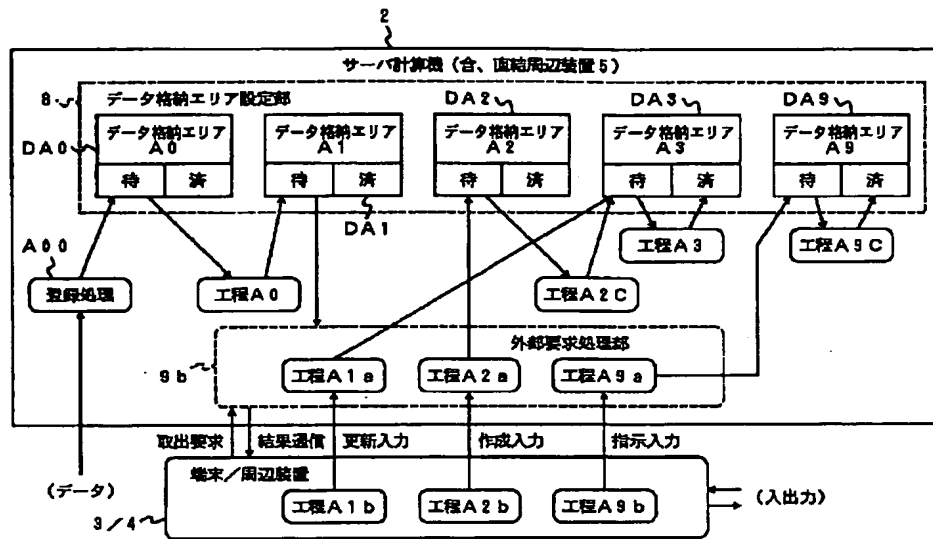 2
サーバ計算機（含、直結周辺装置5）
8
データ格納エリア設定部
DA0
DA2
DA3
DA9
データ格納エリア
A0
待
済
データ格納エリア
A1
待
済
データ格納エリア
A2
待
済
データ格納エリア
A3
待
済
データ格納エリア
A9
待
済
DA1
A00
登録処理
工程A0
工程A2C
工程A3
工程A9C
外部要求処理部
9b
工程A1a
工程A2a
工程A9a
取出要求
結果返信
更新入力
作成入力
指示入力
（データ）
端末／周辺装置
工程A1b
工程A2b
工程A9b
（入出力）
3／4